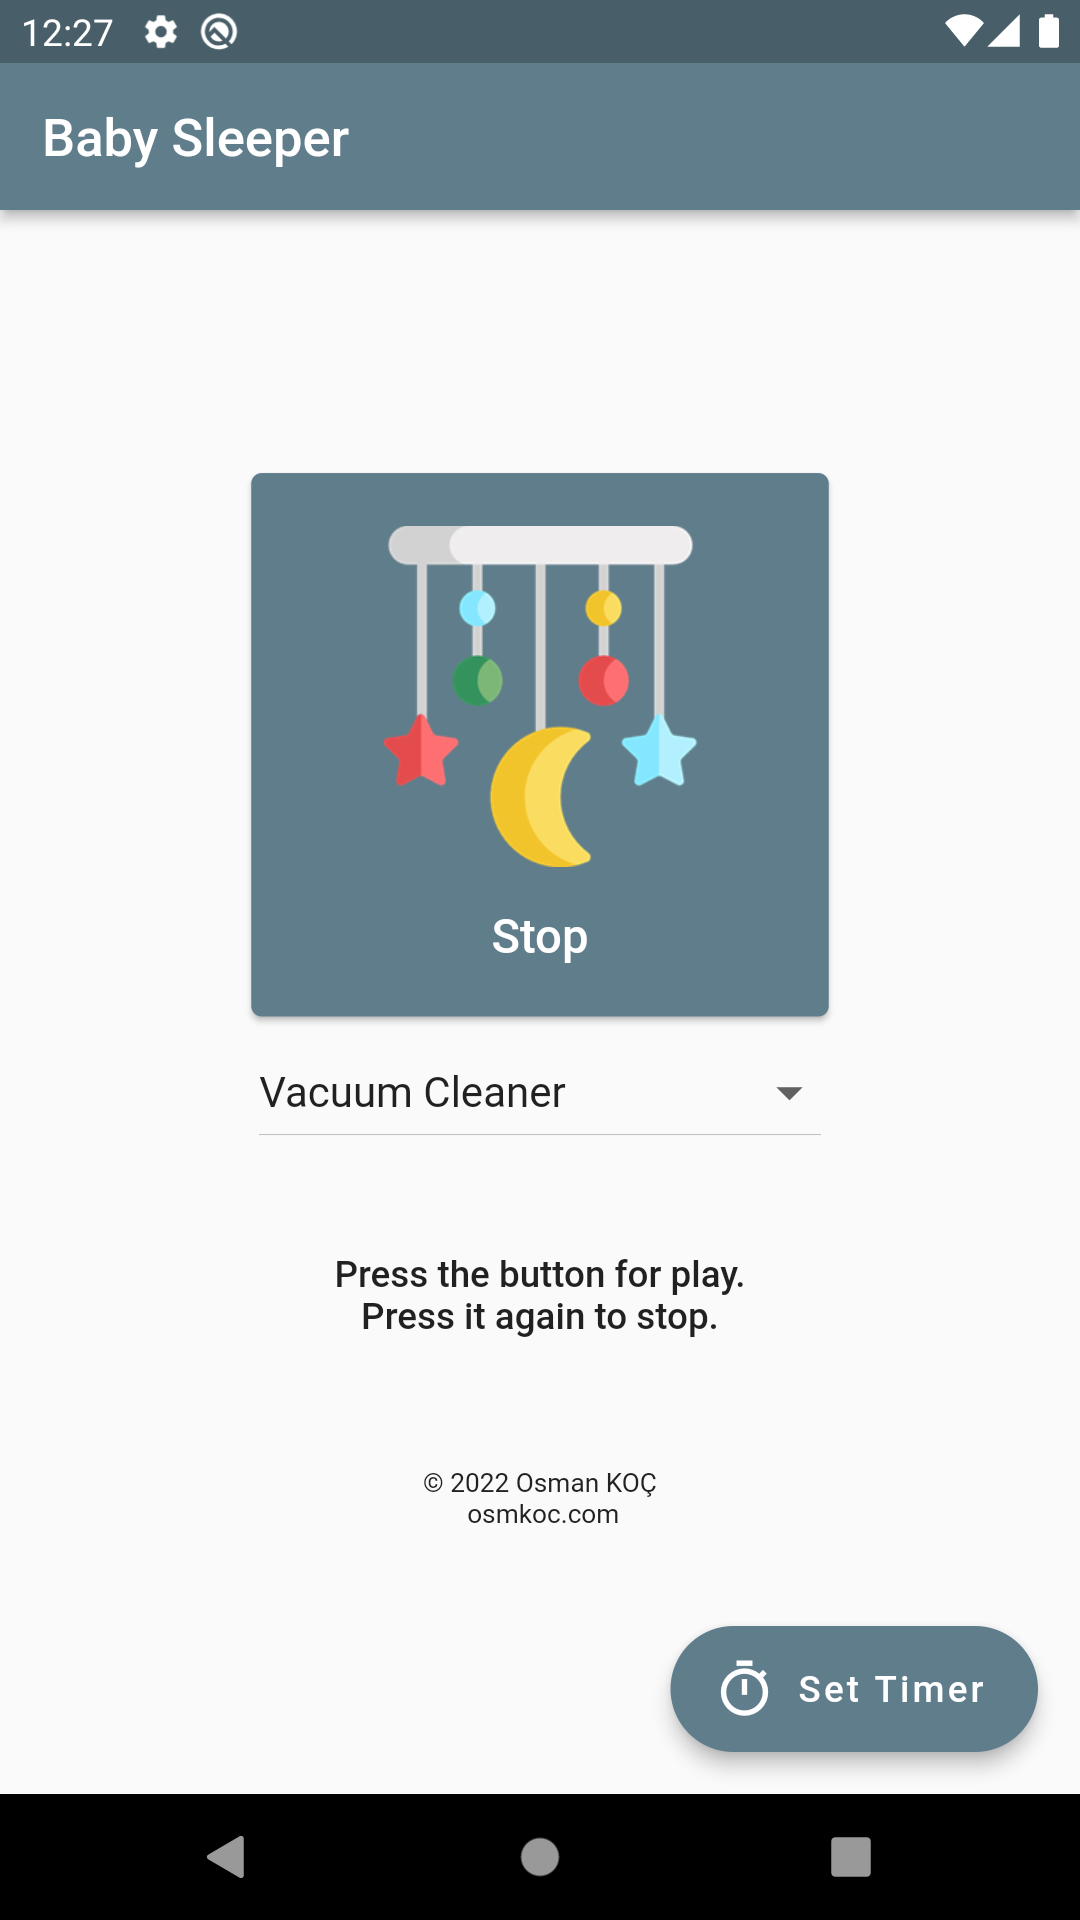 12:27
Baby Sleeper
Stop
Vacuum Cleaner
Press the button for play.
Press it again to stop.
© 2022 Osman KOÇ
osmkoc.com
Set Timer